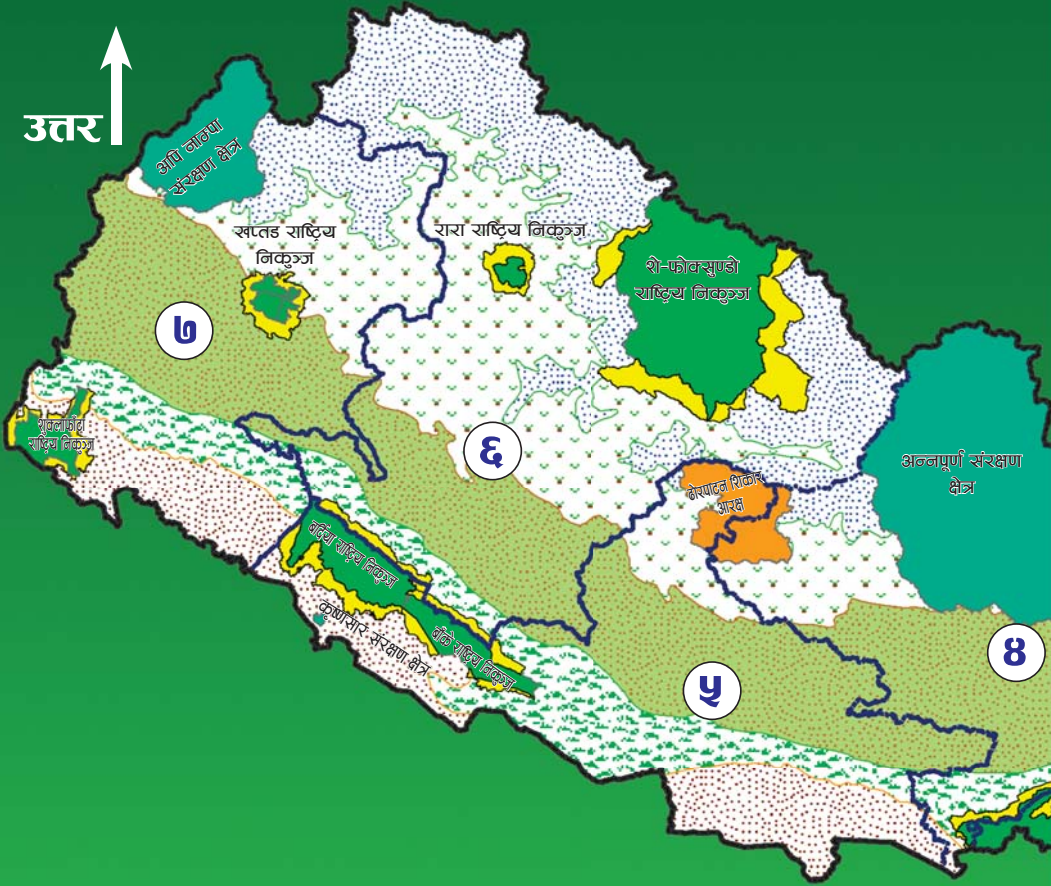 उत्तर
अपि नाम्पा
संरक्षण क्षेत्र
खप्तड राष्ट्रिय
निकुञ्ज
रारा राष्ट्रिय निकुञ्ज
शे-फोक्सुण्डो
राष्ट्रिय निकुञ्ज
७
शुक्लाफाँटा
राष्ट्रिय निकुञ्ज
६
अन्नपूर्ण संरक्षण
क्षेत्र
ढोरपाटन शिकार
आरक्ष
बर्दिया राष्ट्रिय निकुञ्ज
कृष्णसार संरक्षण क्षेत्र
बाँके राष्ट्रिय निकुञ्ज
५
४